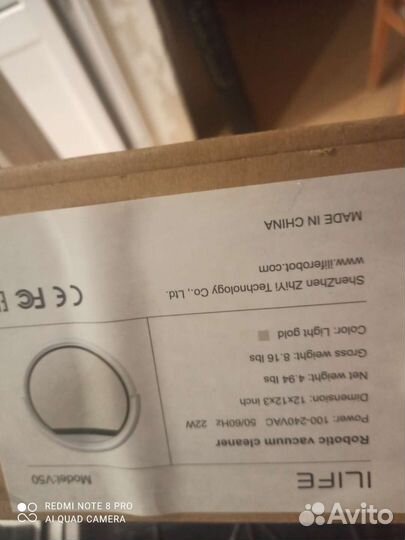 ILIFE
Model:V50
Robotic vacuum cleaner
Power: 100-240VAC 50/60Hz 22W
Dimension: 12x12x3 inch
Net weight: 4.94 lbs
Gross weight: 8.16 lbs
Color: Light gold
CE FC
ShenZhen ZhiYi Technology Co., Ltd.
www.iliferobot.com
MADE IN CHINA
REDMI NOTE 8 PRO
AI QUAD CAMERA
Avito